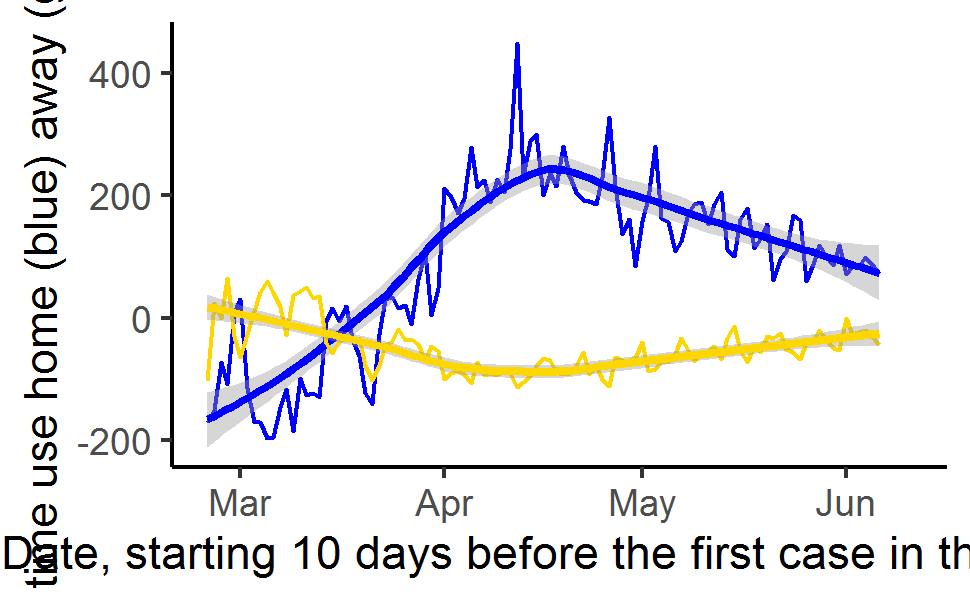 time use home (blue) away (
400
200
0
-200
Mar Apr May Jun
Date, starting 10 days before the first case in th